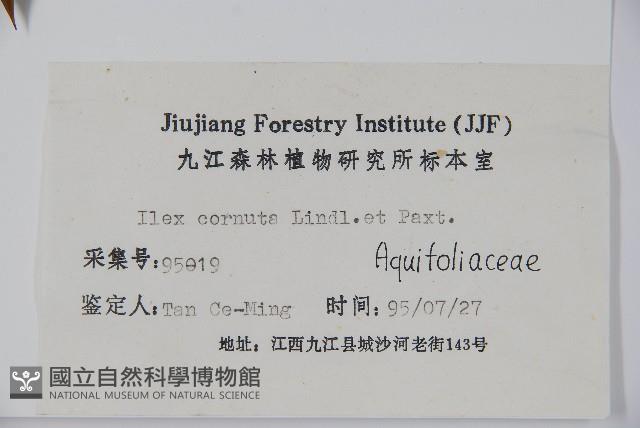 Jiujiang Forestry Institute (JJF)
九江森林植物研究所标本室
Ilex cornuta Lindl.et Paxt.
采集号:95019
Aquifoliaceae
鉴定人:Tan Ce-Ming 时间:95/07/27
地址:江西九江县城沙河老街143号
國立自然科學博物館
NATIONAL MUSEUM OF NATURAL SCIENCE